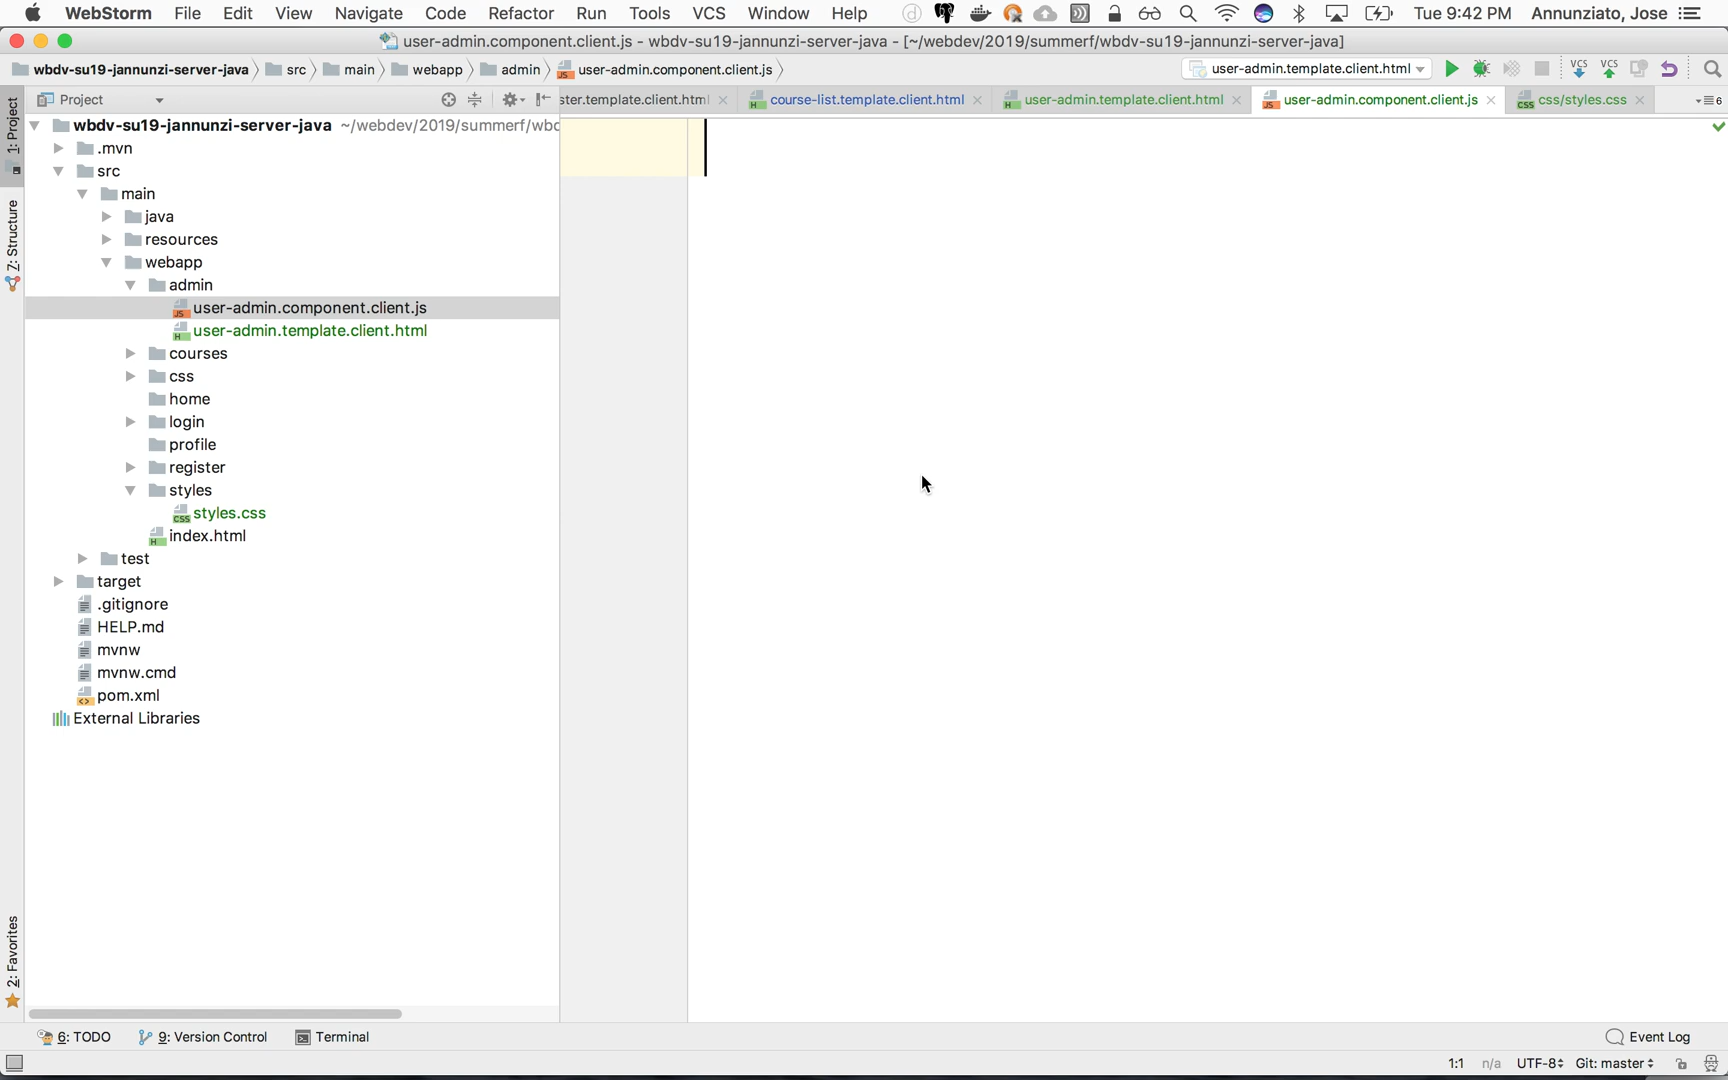 WebStorm File Edit View Navigate Code Refactor Run Tools VCS Window Help Tue 9:42 PM Annunziato, Jose
user-admin.component.client.js - wbdv-su19-jannunzi-server-java - [~/webdev/2019/summerf/wbdv-su19-jannunzi-server-java]
wbdv-su19-jannunzi-server-java src main webapp admin user-admin.component.client.js user-admin.template.client.html VCS VCS
Project ster.template.client.html course-list.template.client.html user-admin.template.client.html user-admin.component.client.js css/styles.css 6
1: Project
Z: Structure
2: Favorites
wbdv-su19-jannunzi-server-java ~/webdev/2019/summerf/wbd
.mvn
src
main
java
resources
webapp
admin
user-admin.component.client.js
user-admin.template.client.html
courses
css
home
login
profile
register
styles
styles.css
index.html
test
target
.gitignore
HELP.md
mvnw
mvnw.cmd
pom.xml
External Libraries
6: TODO 9: Version Control Terminal Event Log
1:1 n/a UTF-8 Git: master